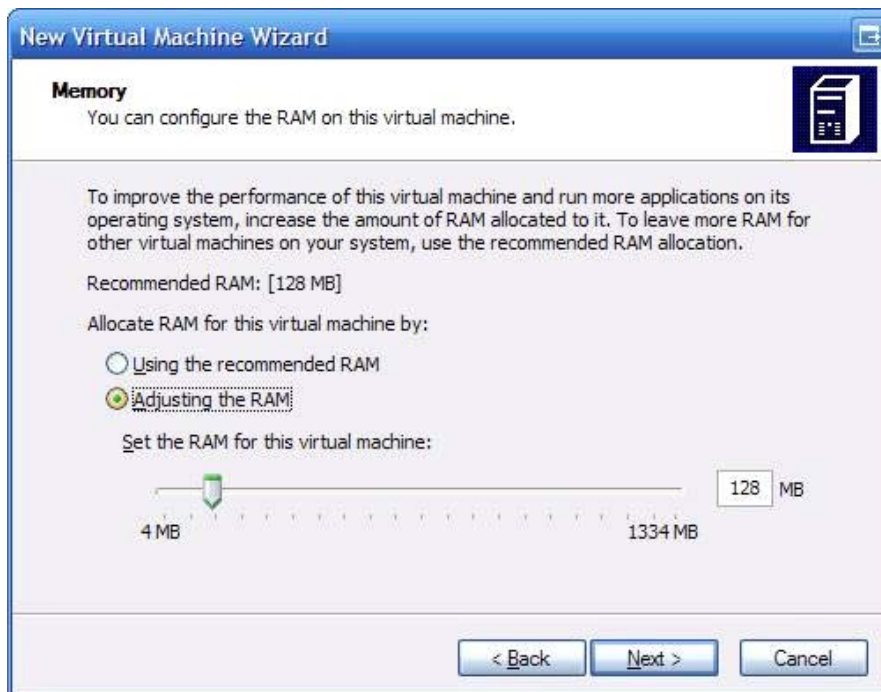 New Virtual Machine Wizard
Memory
You can configure the RAM on this virtual machine.
To improve the performance of this virtual machine and run more applications on its
operating system, increase the amount of RAM allocated to it. To leave more RAM for
other virtual machines on your system, use the recommended RAM allocation.
Recommended RAM: [128 MB]
Allocate RAM for this virtual machine by:
Using the recommended RAM
Adjusting the RAM
Set the RAM for this virtual machine:
128 MB
4 MB 1334 MB
< Back Next > Cancel